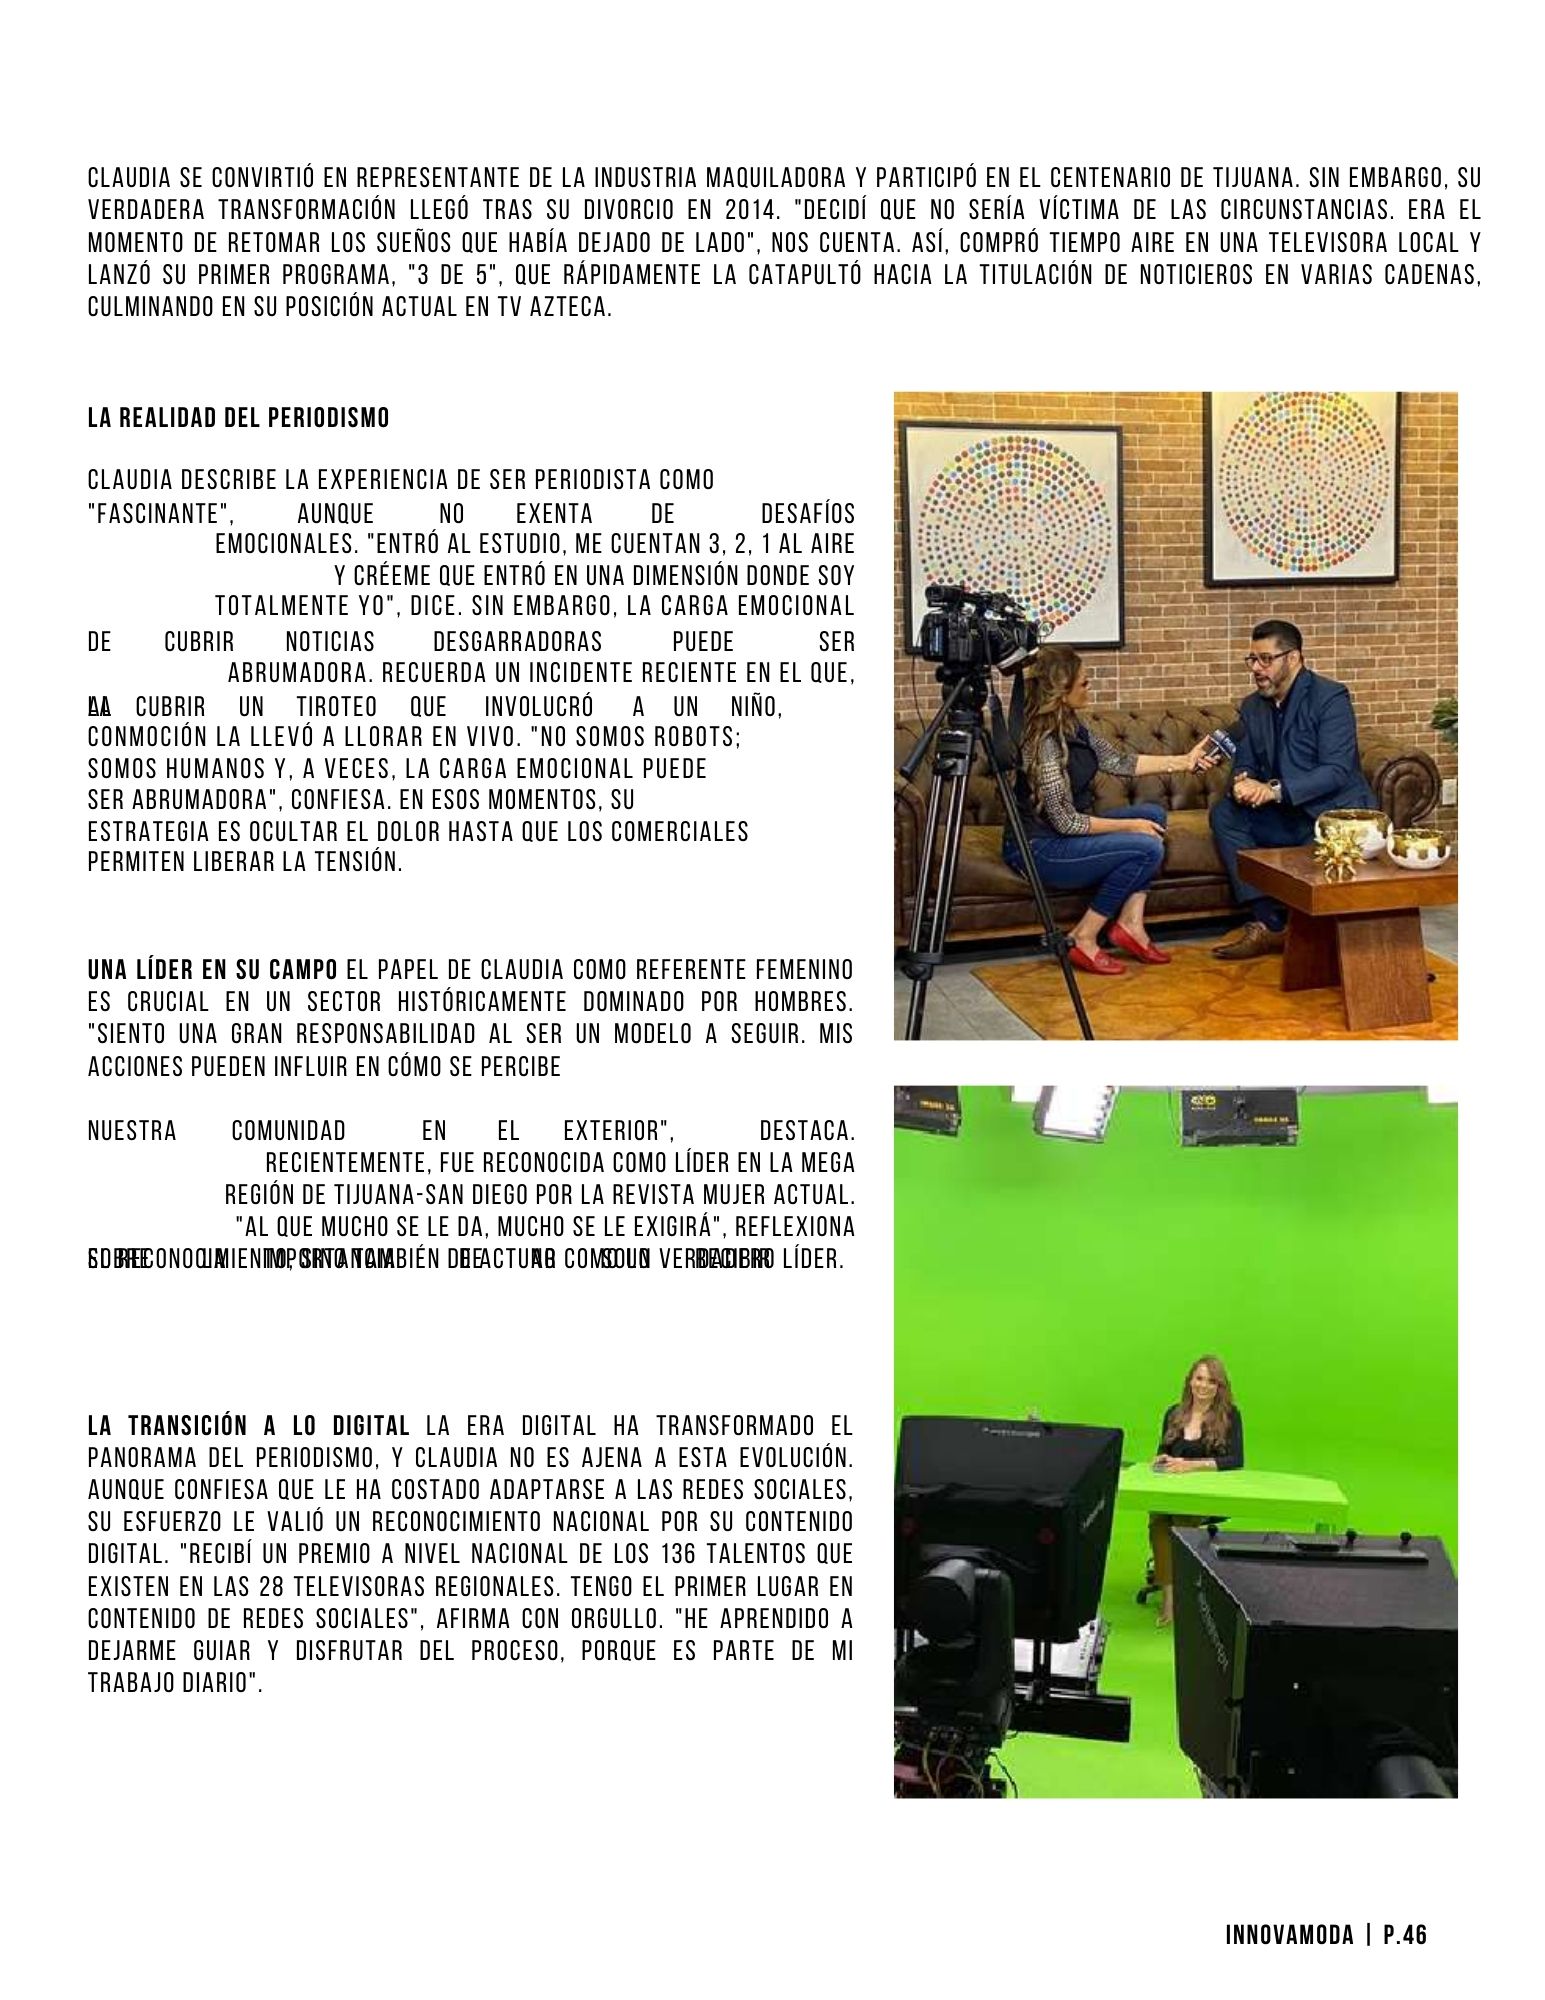 CLAUDIA SE CONVIRTIÓ EN REPRESENTANTE DE LA INDUSTRIA MAQUILADORA Y PARTICIPÓ EN EL CENTENARIO DE TIJUANA. SIN EMBARGO, SU
VERDADERA TRANSFORMACIÓN LLEGÓ TRAS SU DIVORCIO EN 2014. "DECIDÍ QUE NO SERÍA VÍCTIMA DE LAS CIRCUNSTANCIAS. ERA EL
MOMENTO DE RETOMAR LOS SUEÑOS QUE HABÍA DEJADO DE LADO", NOS CUENTA. ASÍ, COMPRÓ TIEMPO AIRE EN UNA TELEVISORA LOCAL Y
LANZÓ SU PRIMER PROGRAMA, "3 DE 5", QUE RÁPIDAMENTE LA CATAPULTÓ HACIA LA TITULACIÓN DE NOTICIEROS EN VARIAS CADENAS,
CULMINANDO EN SU POSICIÓN ACTUAL EN TV AZTECA.
LA REALIDAD DEL PERIODISMO
CLAUDIA DESCRIBE LA EXPERIENCIA DE SER PERIODISTA COMO
"FASCINANTE", AUNQUE NO EXENTA DE DESAFÍOS
EMOCIONALES. "ENTRÓ AL ESTUDIO, ME CUENTAN 3, 2, 1 AL AIRE
Y CRÉEME QUE ENTRÓ EN UNA DIMENSIÓN DONDE SOY
TOTALMENTE YO", DICE. SIN EMBARGO, LA CARGA EMOCIONAL
DE CUBRIR NOTICIAS DESGARRADORAS PUEDE SER
ABRUMADORA. RECUERDA UN INCIDENTE RECIENTE EN EL QUE,
AL CUBRIR UN TIROTEO QUE INVOLUCRÓ A UN NIÑO,
LA CONMOCIÓN LA LLEVÓ A LLORAR EN VIVO. "NO SOMOS ROBOTS;
SOMOS HUMANOS Y, A VECES, LA CARGA EMOCIONAL PUEDE
SER ABRUMADORA", CONFIESA. EN ESOS MOMENTOS, SU
ESTRATEGIA ES OCULTAR EL DOLOR HASTA QUE LOS COMERCIALES
PERMITEN LIBERAR LA TENSIÓN.
UNA LÍDER EN SU CAMPO EL PAPEL DE CLAUDIA COMO REFERENTE FEMENINO
ES CRUCIAL EN UN SECTOR HISTÓRICAMENTE DOMINADO POR HOMBRES.
"SIENTO UNA GRAN RESPONSABILIDAD AL SER UN MODELO A SEGUIR. MIS
ACCIONES PUEDEN INFLUIR EN CÓMO SE PERCIBE
NUESTRA COMUNIDAD EN EL EXTERIOR", DESTACA.
RECIENTEMENTE, FUE RECONOCIDA COMO LÍDER EN LA MEGA
REGIÓN DE TIJUANA-SAN DIEGO POR LA REVISTA MUJER ACTUAL.
"AL QUE MUCHO SE LE DA, MUCHO SE LE EXIGIRÁ", REFLEXIONA
SOBRE LA IMPORTANCIA DE NO SOLO RECIBIR
EL RECONOCIMIENTO, SINO TAMBIÉN DE ACTUAR COMO UN VERDADERO LÍDER.
LA TRANSICIÓN A LO DIGITAL LA ERA DIGITAL HA TRANSFORMADO EL
PANORAMA DEL PERIODISMO, Y CLAUDIA NO ES AJENA A ESTA EVOLUCIÓN.
AUNQUE CONFIESA QUE LE HA COSTADO ADAPTARSE A LAS REDES SOCIALES,
SU ESFUERZO LE VALIÓ UN RECONOCIMIENTO NACIONAL POR SU CONTENIDO
DIGITAL. "RECIBÍ UN PREMIO A NIVEL NACIONAL DE LOS 136 TALENTOS QUE
EXISTEN EN LAS 28 TELEVISORAS REGIONALES. TENGO EL PRIMER LUGAR EN
CONTENIDO DE REDES SOCIALES", AFIRMA CON ORGULLO. "HE APRENDIDO A
DEJARME GUIAR Y DISFRUTAR DEL PROCESO, PORQUE ES PARTE DE MI
TRABAJO DIARIO".
INNOVAMODA | P.46